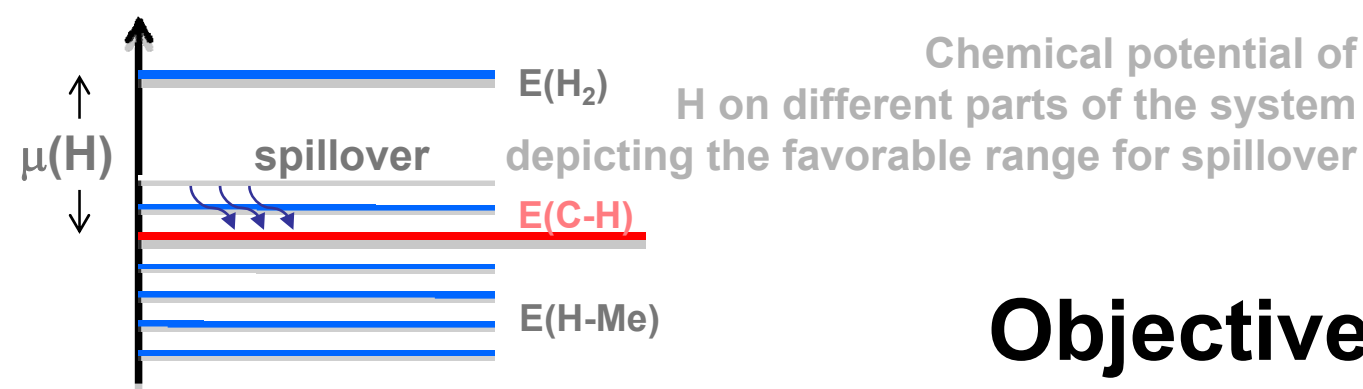 Chemical potential of
H on different parts of the system
depicting the favorable range for spillover
E(H₂)
μ(H)
spillover
E(C-H)
E(H-Me)
Objective